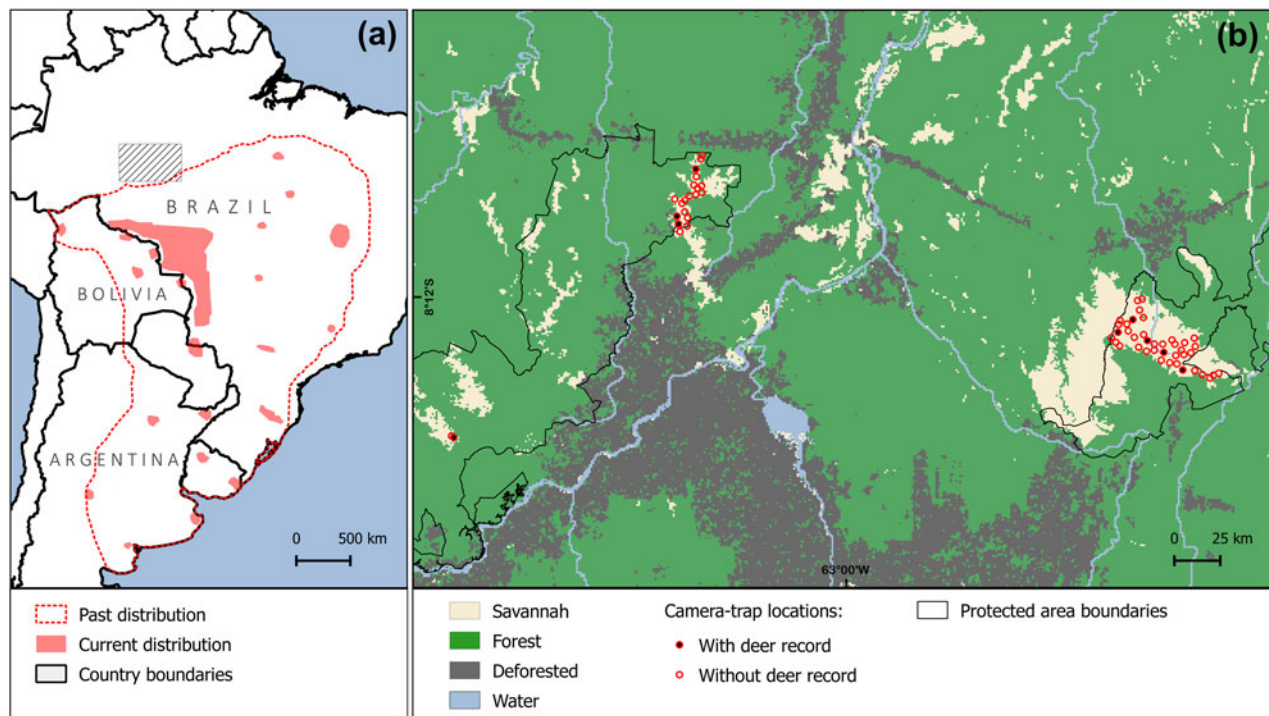 (a)
BRAZIL
BOLIVIA
ARGENTINA
0 500 km
Past distribution
Current distribution
Country boundaries
(b)
8°12'S
63°00'W
0 25 km
Savannah
Forest
Deforested
Water
Camera-trap locations:
With deer record
Without deer record
Protected area boundaries